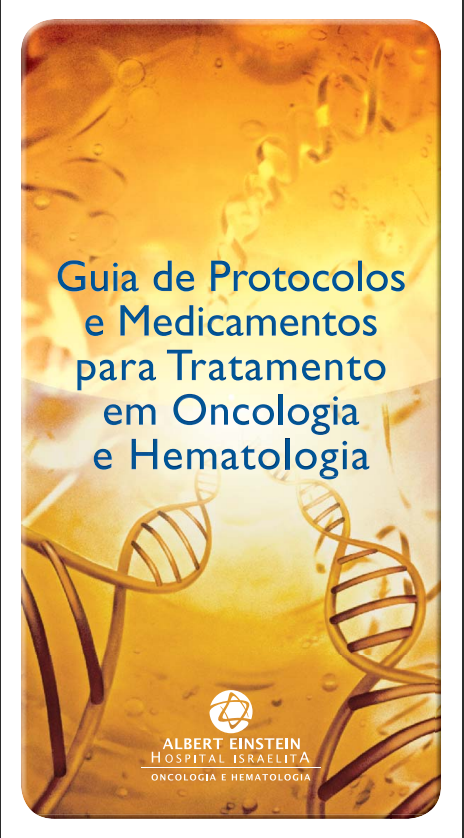 Guia de Protocolos
e Medicamentos
para Tratamento
em Oncologia
e Hematologia
ALBERT EINSTEIN
HOSPITAL ISRAELITA
ONCOLOGIA E HEMATOLOGIA